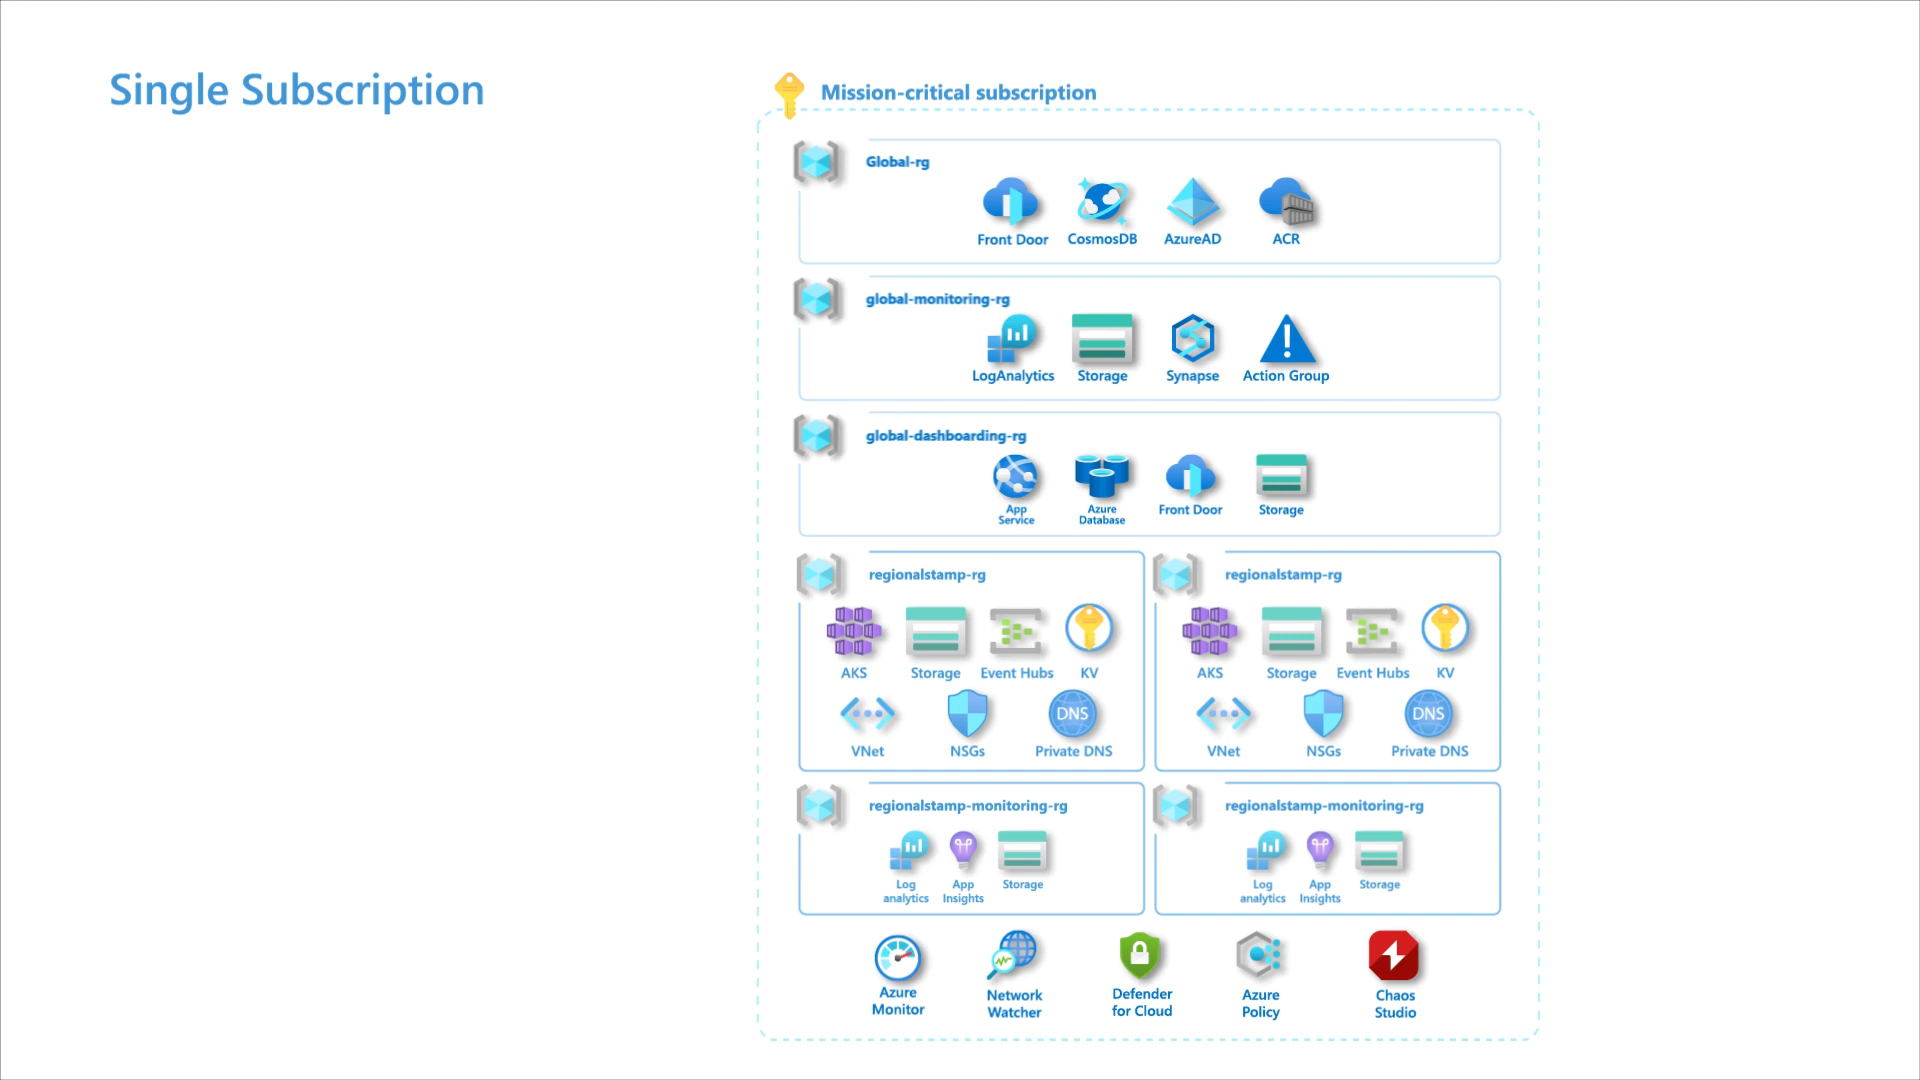 Single Subscription
Mission-critical subscription
Global-rg
Front Door
CosmosDB
AzureAD
ACR
global-monitoring-rg
LogAnalytics
Storage
Synapse
Action Group
global-dashboarding-rg
App
Service
Azure
Database
Front Door
Storage
regionalstamp-rg
AKS
Storage
Event Hubs
KV
VNet
NSGs
DNS
Private DNS
regionalstamp-rg
AKS
Storage
Event Hubs
KV
VNet
NSGs
DNS
Private DNS
regionalstamp-monitoring-rg
Log
analytics
App
Insights
Storage
regionalstamp-monitoring-rg
Log
analytics
App
Insights
Storage
Azure
Monitor
Network
Watcher
Defender
for Cloud
Azure
Policy
Chaos
Studio